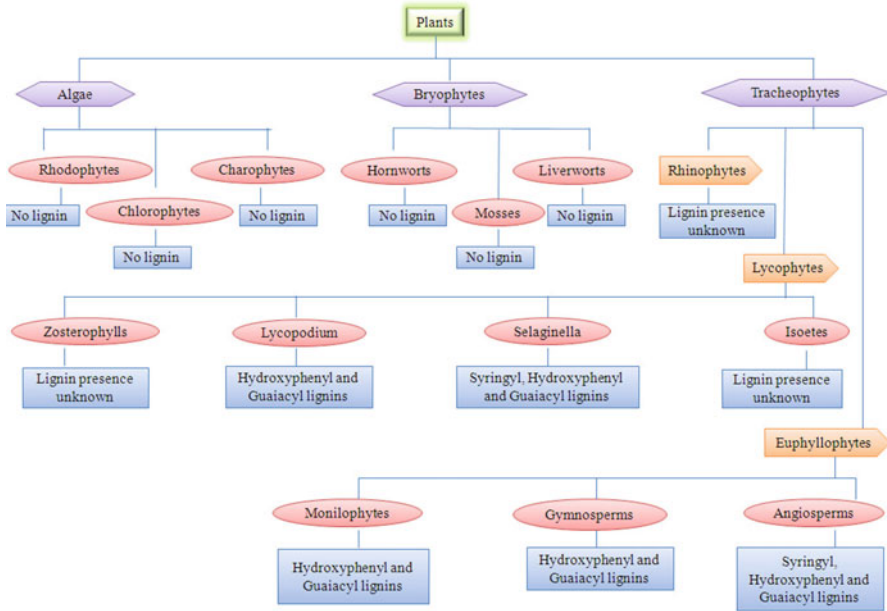 Plants
Algae
Bryophytes
Tracheophytes
Rhodophytes
Charophytes
Hornworts
Liverworts
Rhinophytes
No lignin
Chlorophytes
No lignin
No lignin
Mosses
No lignin
Lignin presence
unknown
No lignin
No lignin
Lycophytes
Zosterophylls
Lycopodium
Selaginella
Isoetes
Lignin presence
unknown
Hydroxyphenyl and
Guaiacyl lignins
Syringyl, Hydroxyphenyl
and Guaiacyl lignins
Lignin presence
unknown
Euphyllophytes
Monilophytes
Gymnosperms
Angiosperms
Hydroxyphenyl and
Guaiacyl lignins
Hydroxyphenyl and
Guaiacyl lignins
Syringyl,
Hydroxyphenyl and
Guaiacyl lignins